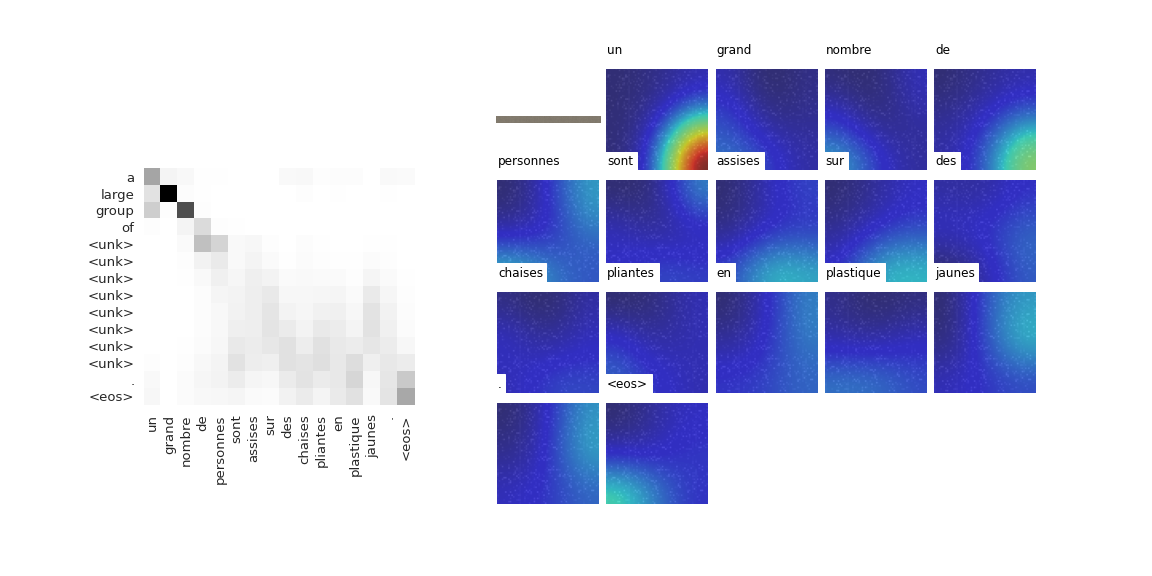 a
large
group
of
<unk>
<unk>
<unk>
<unk>
<unk>
<unk>
<unk>
<unk>
.
<eos>
un
grand
nombre
de
personnes
sont
assises
sur
des
chaises
pliantes
en
plastique
jaunes
.
<eos>
un grand nombre de
personnes sont assises sur des
chaises pliantes en plastique jaunes
. <eos>